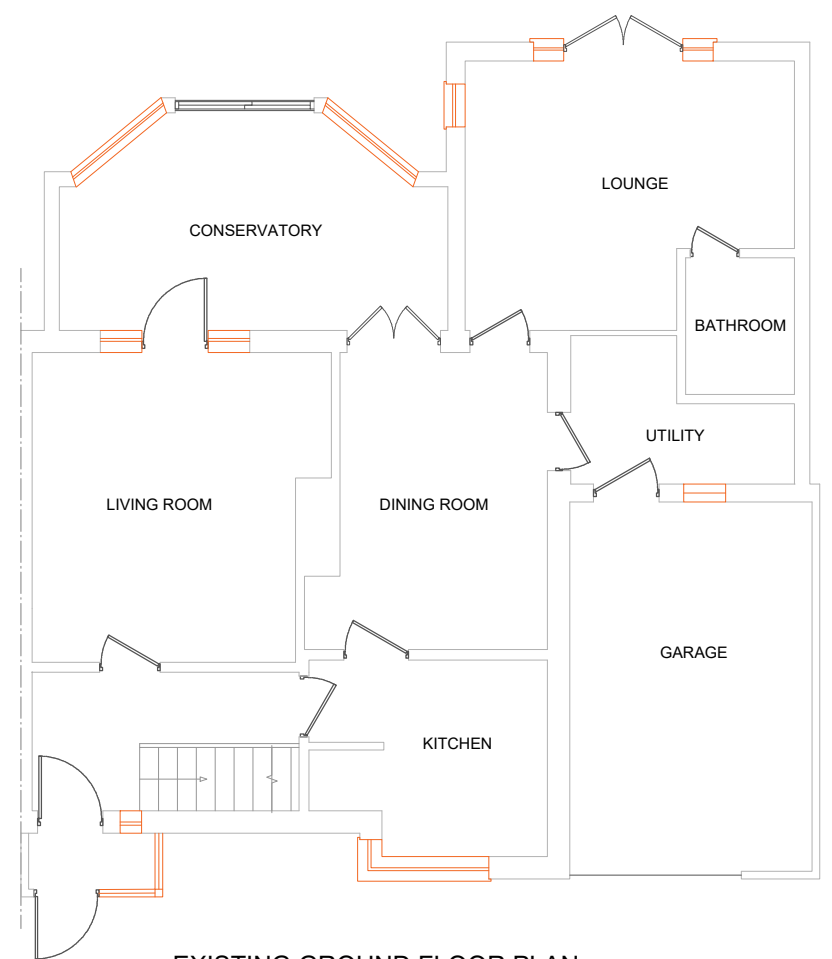 LOUNGE
CONSERVATORY
BATHROOM
UTILITY
LIVING ROOM
DINING ROOM
GARAGE
KITCHEN
EXISTING GROUND FLOOR PLAN